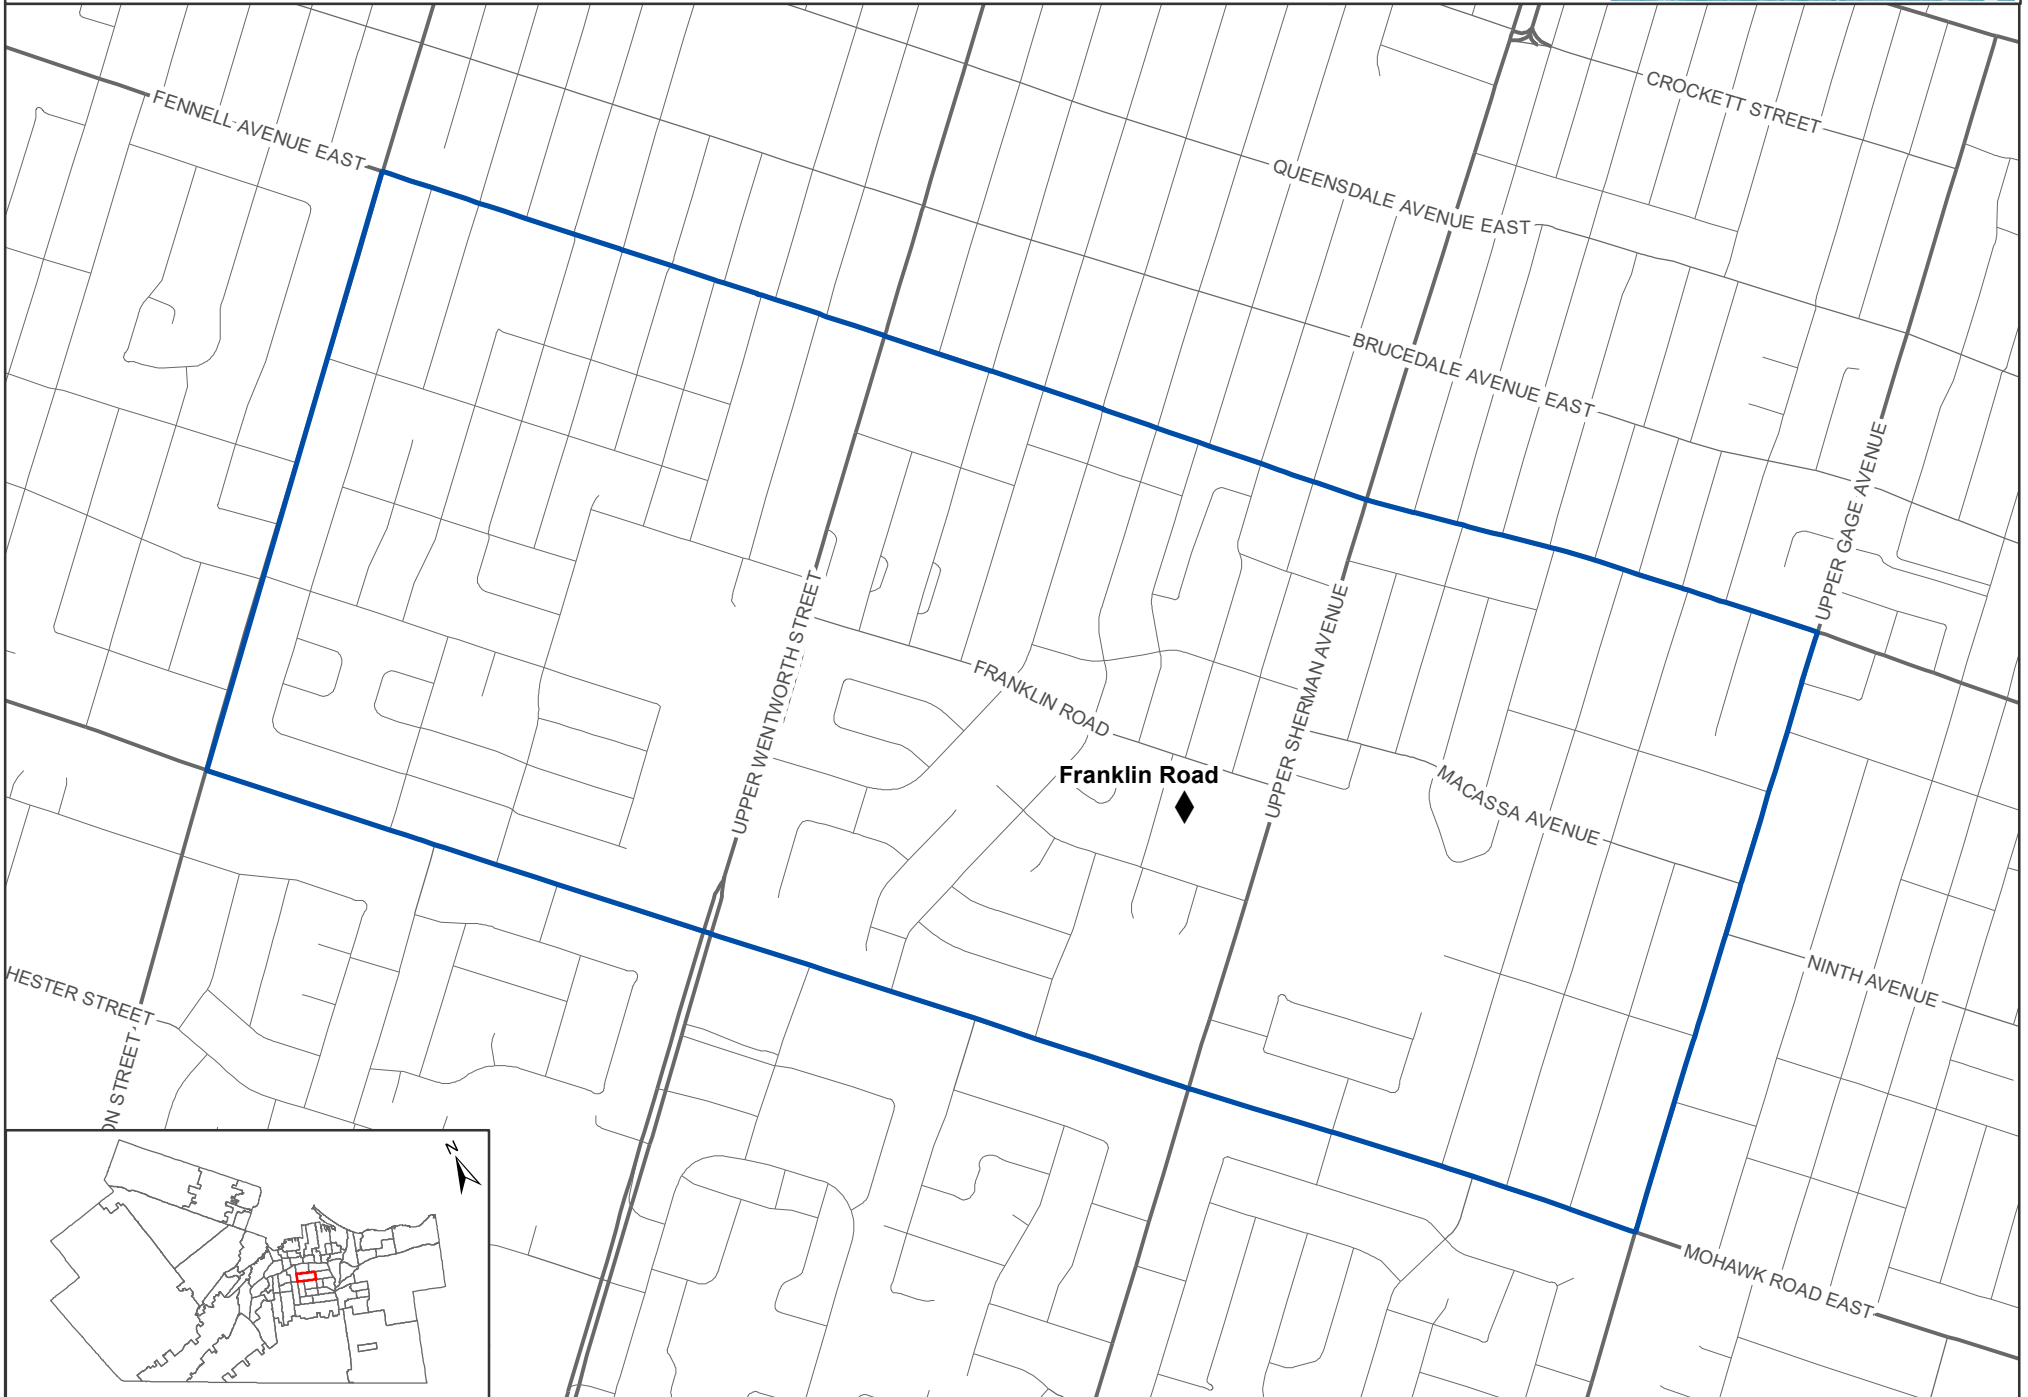 CROCKETT STREET
FENNELL AVENUE EAST
QUEENSDALE AVENUE EAST
BRUCEDALE AVENUE EAST
UPPER GAGE AVENUE
UPPER WENTWORTH STREET
UPPER SHERMAN AVENUE
FRANKLIN ROAD
Franklin Road
MACASSA AVENUE
NINTH AVENUE
HESTER STREET
ON STREET
MOHAWK ROAD EAST
N